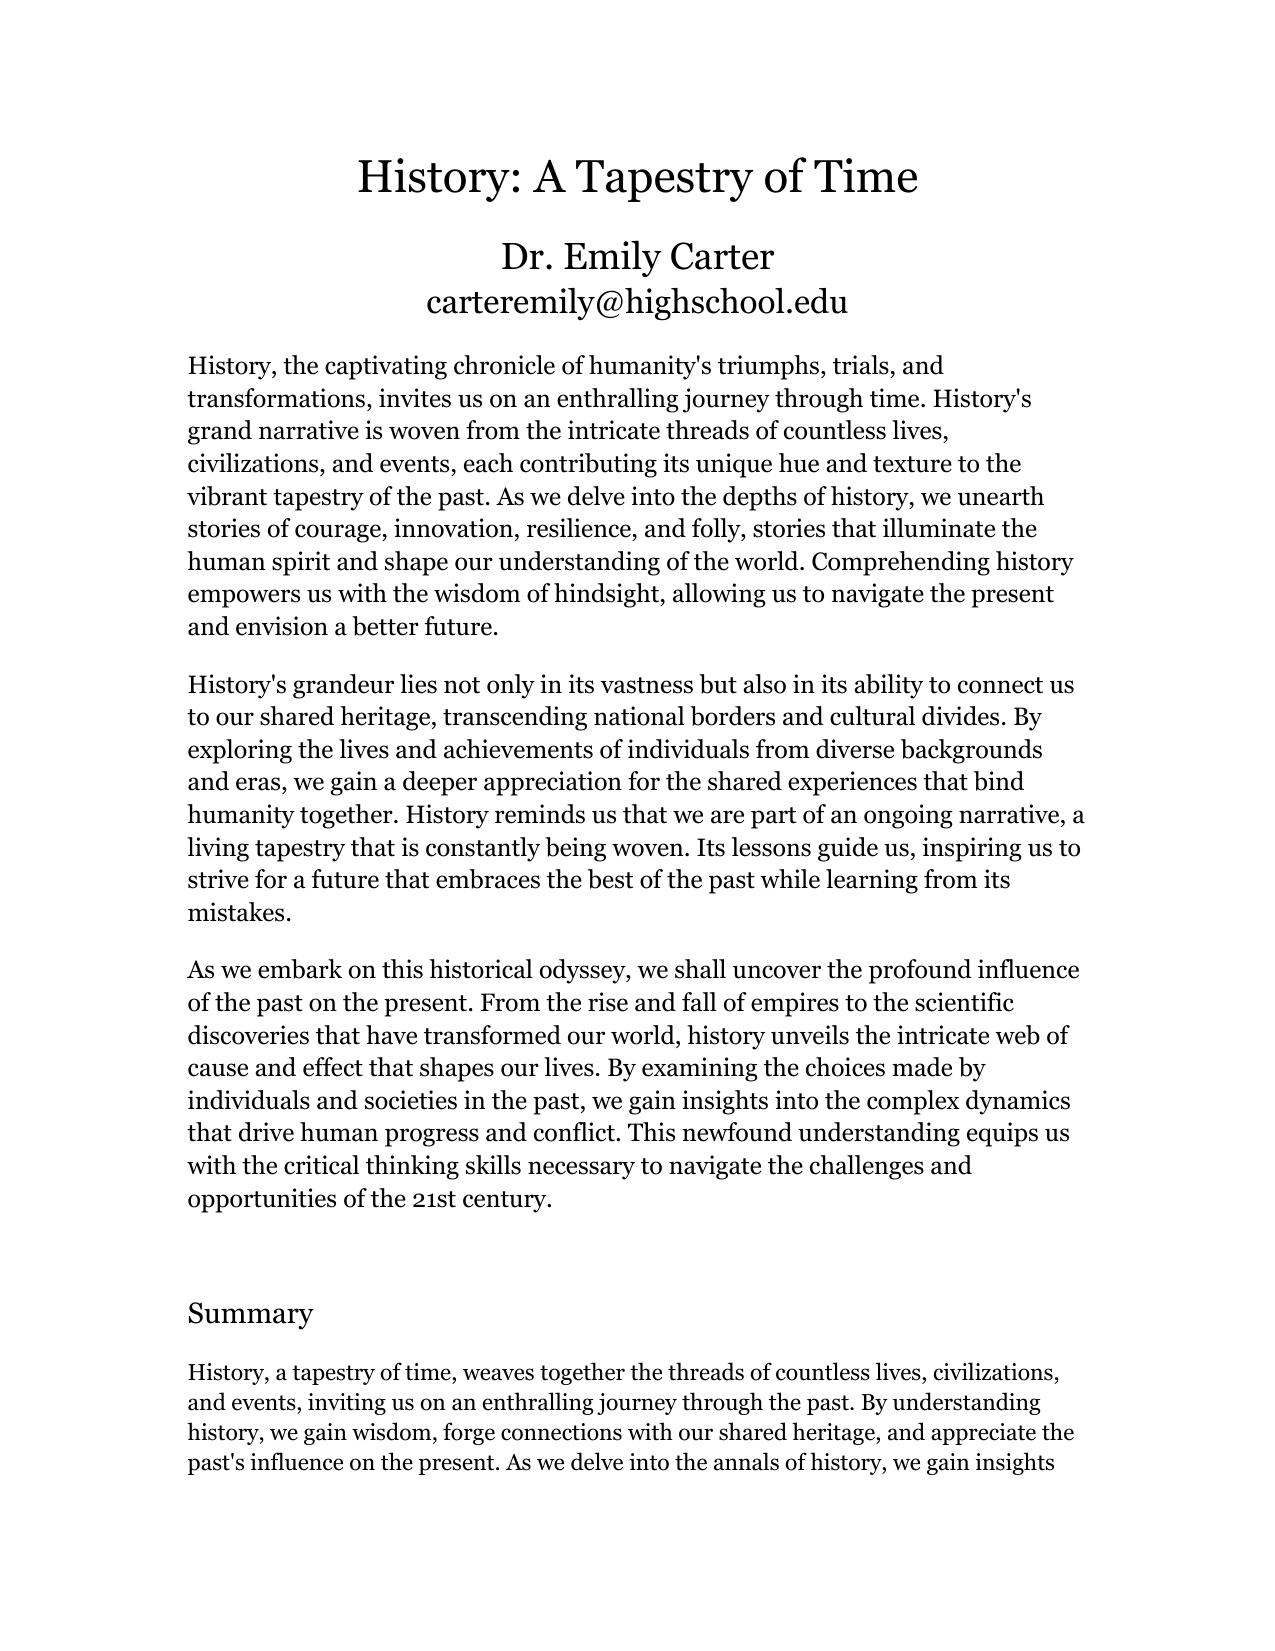 History: A Tapestry of Time
Dr. Emily Carter
carteremily@highschool.edu
History, the captivating chronicle of humanity's triumphs, trials, and
transformations, invites us on an enthralling journey through time. History's
grand narrative is woven from the intricate threads of countless lives,
civilizations, and events, each contributing its unique hue and texture to the
vibrant tapestry of the past. As we delve into the depths of history, we unearth
stories of courage, innovation, resilience, and folly, stories that illuminate the
human spirit and shape our understanding of the world. Comprehending history
empowers us with the wisdom of hindsight, allowing us to navigate the present
and envision a better future.
History's grandeur lies not only in its vastness but also in its ability to connect us
to our shared heritage, transcending national borders and cultural divides. By
exploring the lives and achievements of individuals from diverse backgrounds
and eras, we gain a deeper appreciation for the shared experiences that bind
humanity together. History reminds us that we are part of an ongoing narrative, a
living tapestry that is constantly being woven. Its lessons guide us, inspiring us to
strive for a future that embraces the best of the past while learning from its
mistakes.
As we embark on this historical odyssey, we shall uncover the profound influence
of the past on the present. From the rise and fall of empires to the scientific
discoveries that have transformed our world, history unveils the intricate web of
cause and effect that shapes our lives. By examining the choices made by
individuals and societies in the past, we gain insights into the complex dynamics
that drive human progress and conflict. This newfound understanding equips us
with the critical thinking skills necessary to navigate the challenges and
opportunities of the 21st century.
Summary
History, a tapestry of time, weaves together the threads of countless lives, civilizations,
and events, inviting us on an enthralling journey through the past. By understanding
history, we gain wisdom, forge connections with our shared heritage, and appreciate the
past's influence on the present. As we delve into the annals of history, we gain insights